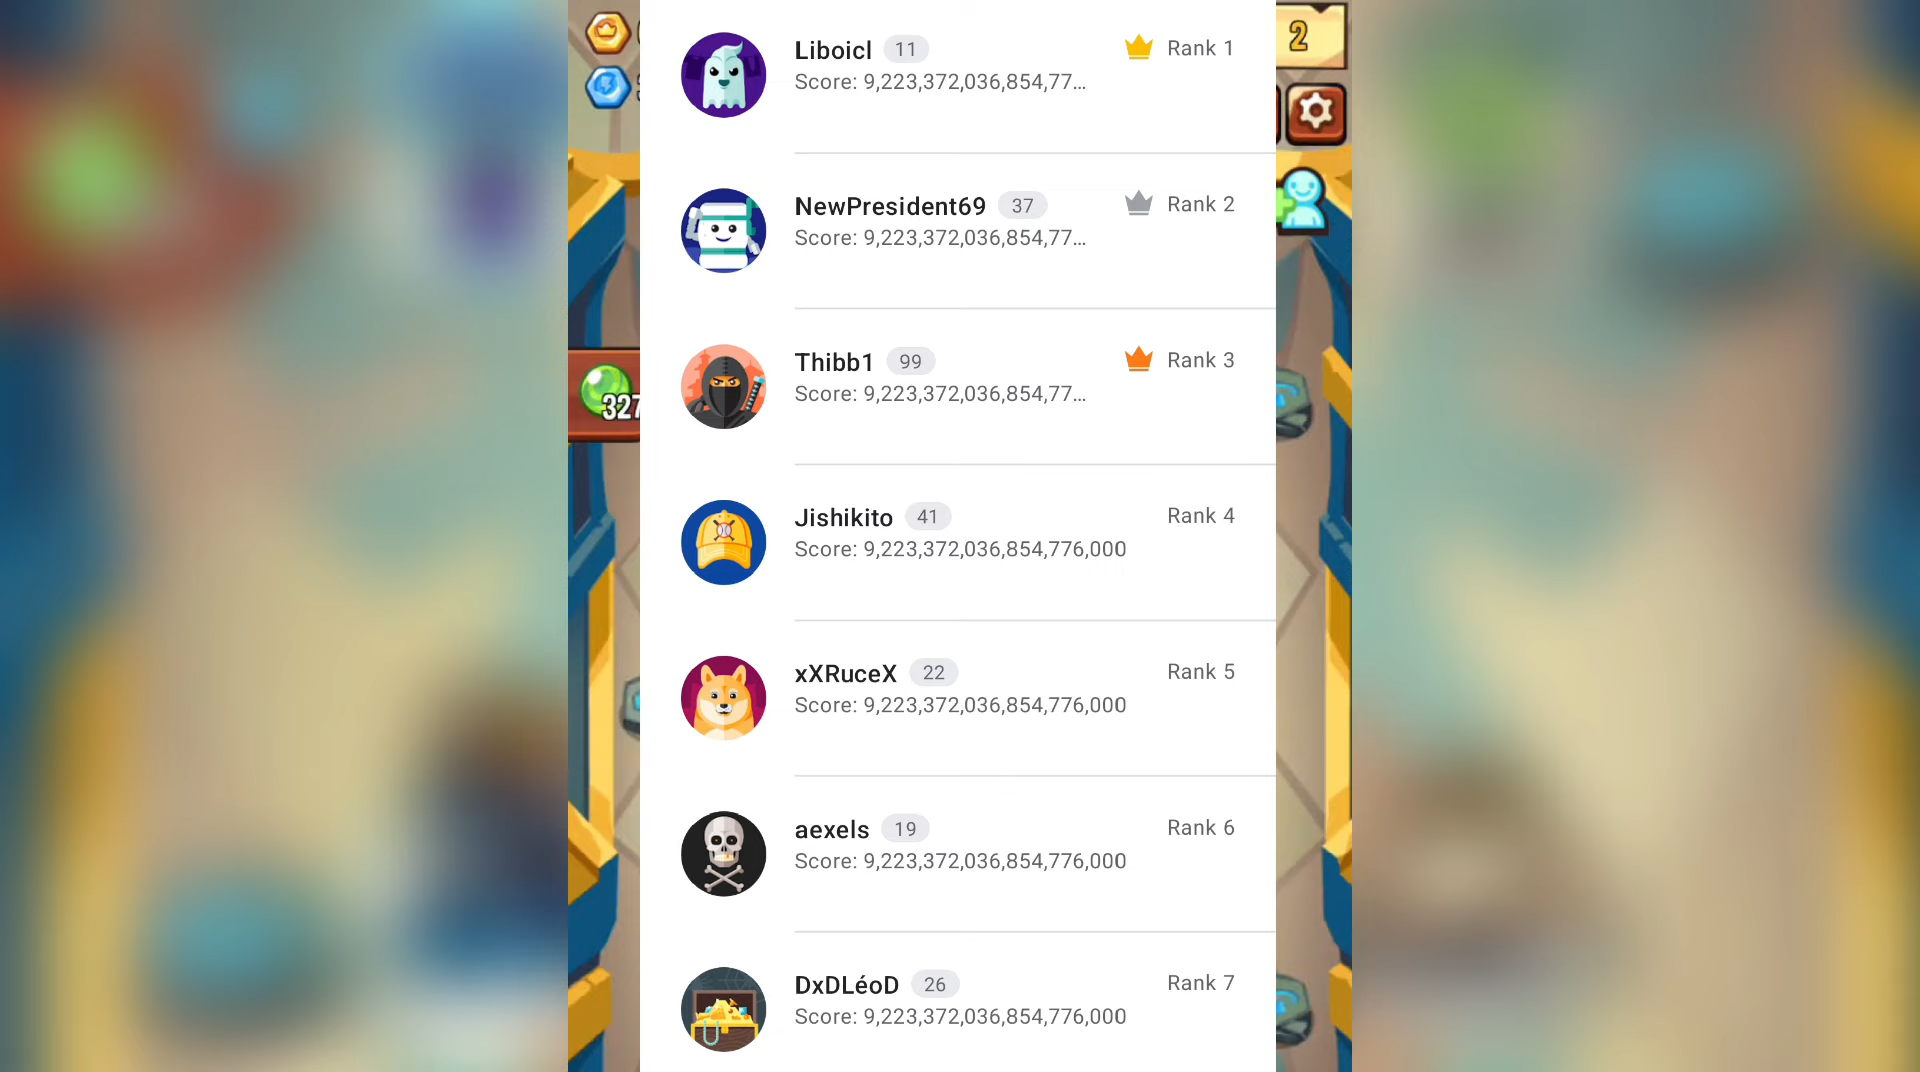 Liboicl 11
Rank 1
Score: 9,223,372,036,854,77...
NewPresident69 37
Rank 2
Score: 9,223,372,036,854,77...
Thibb1 99
Rank 3
Score: 9,223,372,036,854,77...
Jishikito 41
Rank 4
Score: 9,223,372,036,854,776,000
xXRuceX 22
Rank 5
Score: 9,223,372,036,854,776,000
aexels 19
Rank 6
Score: 9,223,372,036,854,776,000
DxDLéoD 26
Rank 7
Score: 9,223,372,036,854,776,000
2
327